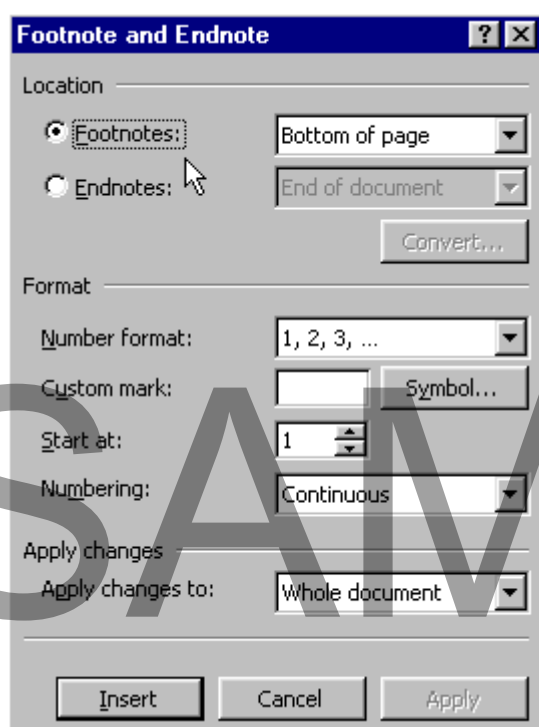 Footnote and Endnote
Location
Footnotes: Bottom of page
Endnotes: End of document
Convert...
Format
Number format: 1, 2, 3, ...
Custom mark: Symbol...
Start at: 1
Numbering: Continuous
Apply changes
Apply changes to: Whole document
Insert Cancel Apply
SAM